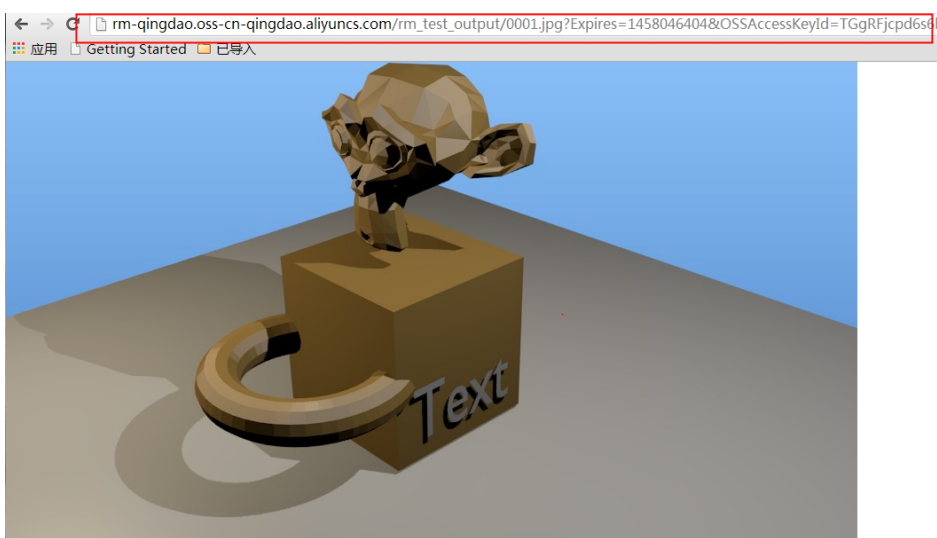 rm-qingdao.oss-cn-qingdao.aliyuncs.com/rm_test_output/0001.jpg?Expires=1458046404&OSSAccessKeyId=TGgRFjcpd6s6
应用 Getting Started 已导入
Text